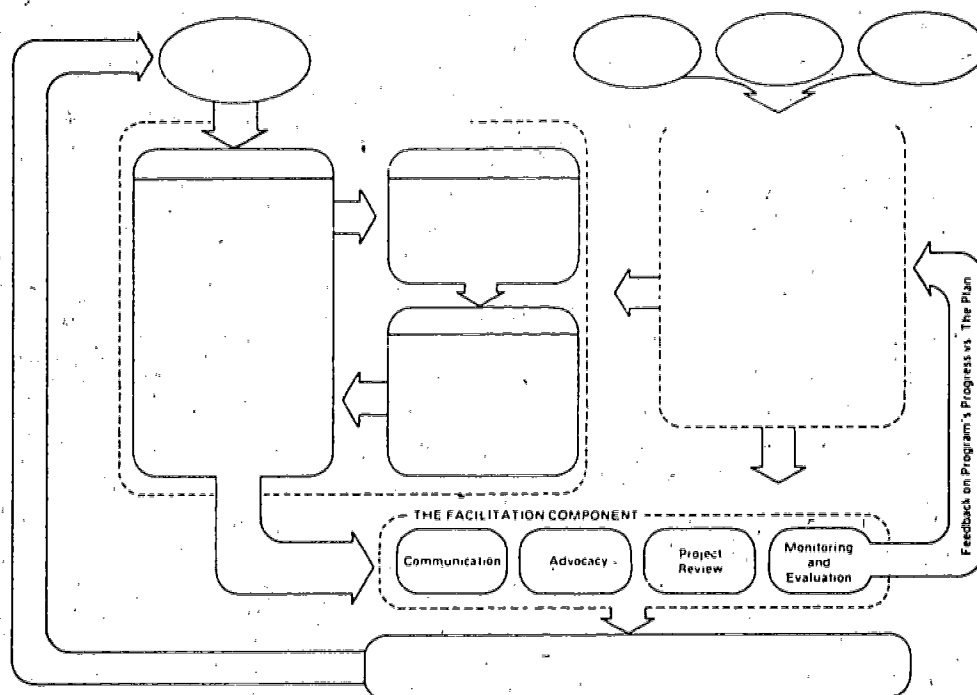 THE FACILITATION COMPONENT
Communication
Advocacy
Project
Review
Monitoring
and
Evaluation
Feedback on Program's Progress vs. The Plan